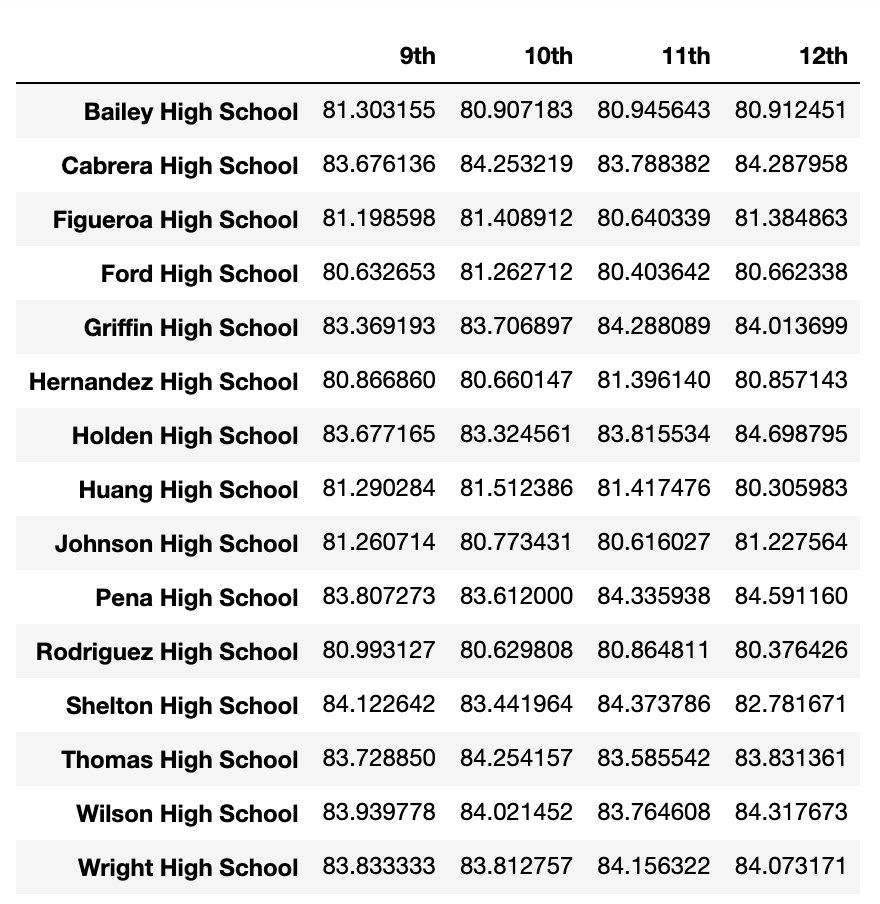 9th 10th 11th 12th
Bailey High School 81.303155 80.907183 80.945643 80.912451
Cabrera High School 83.676136 84.253219 83.788382 84.287958
Figueroa High School 81.198598 81.408912 80.640339 81.384863
Ford High School 80.632653 81.262712 80.403642 80.662338
Griffin High School 83.369193 83.706897 84.288089 84.013699
Hernandez High School 80.866860 80.660147 81.396140 80.857143
Holden High School 83.677165 83.324561 83.815534 84.698795
Huang High School 81.290284 81.512386 81.417476 80.305983
Johnson High School 81.260714 80.773431 80.616027 81.227564
Pena High School 83.807273 83.612000 84.335938 84.591160
Rodriguez High School 80.993127 80.629808 80.864811 80.376426
Shelton High School 84.122642 83.441964 84.373786 82.781671
Thomas High School 83.728850 84.254157 83.585542 83.831361
Wilson High School 83.939778 84.021452 83.764608 84.317673
Wright High School 83.833333 83.812757 84.156322 84.073171